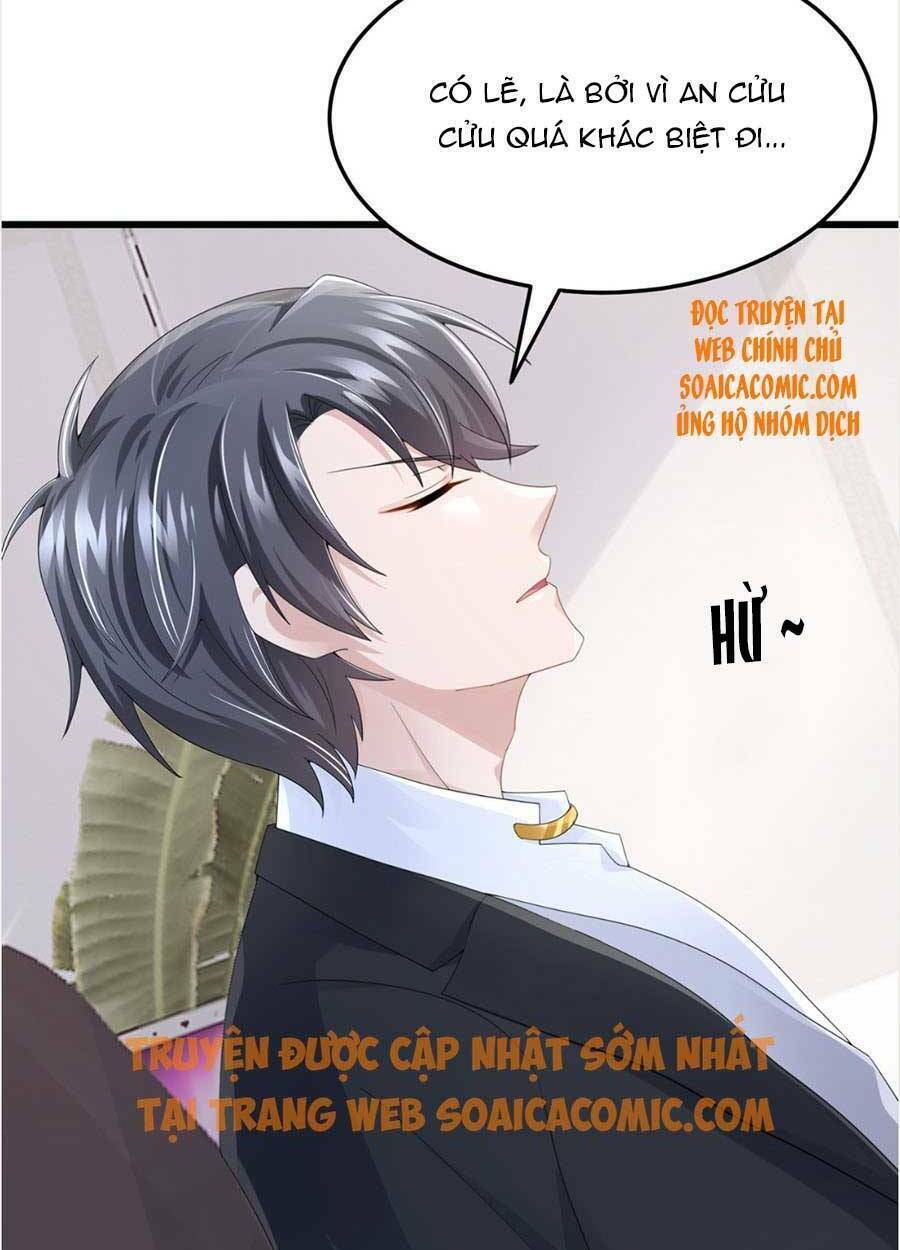 CÓ LẼ, LÀ BỞI VÌ AN CỬU
CỬU QUÁ KHÁC BIỆT ĐI...
ĐỌC TRUYỆN TẠI
WEB CHÍNH CHỦ
SOAICACOMIC.COM
ỦNG HỘ NHÓM DỊCH
HỪ ~
TRUYỆN ĐƯỢC CẬP NHẬT SỚM NHẤT
TẠI TRANG WEB SOAICACOMIC.COM